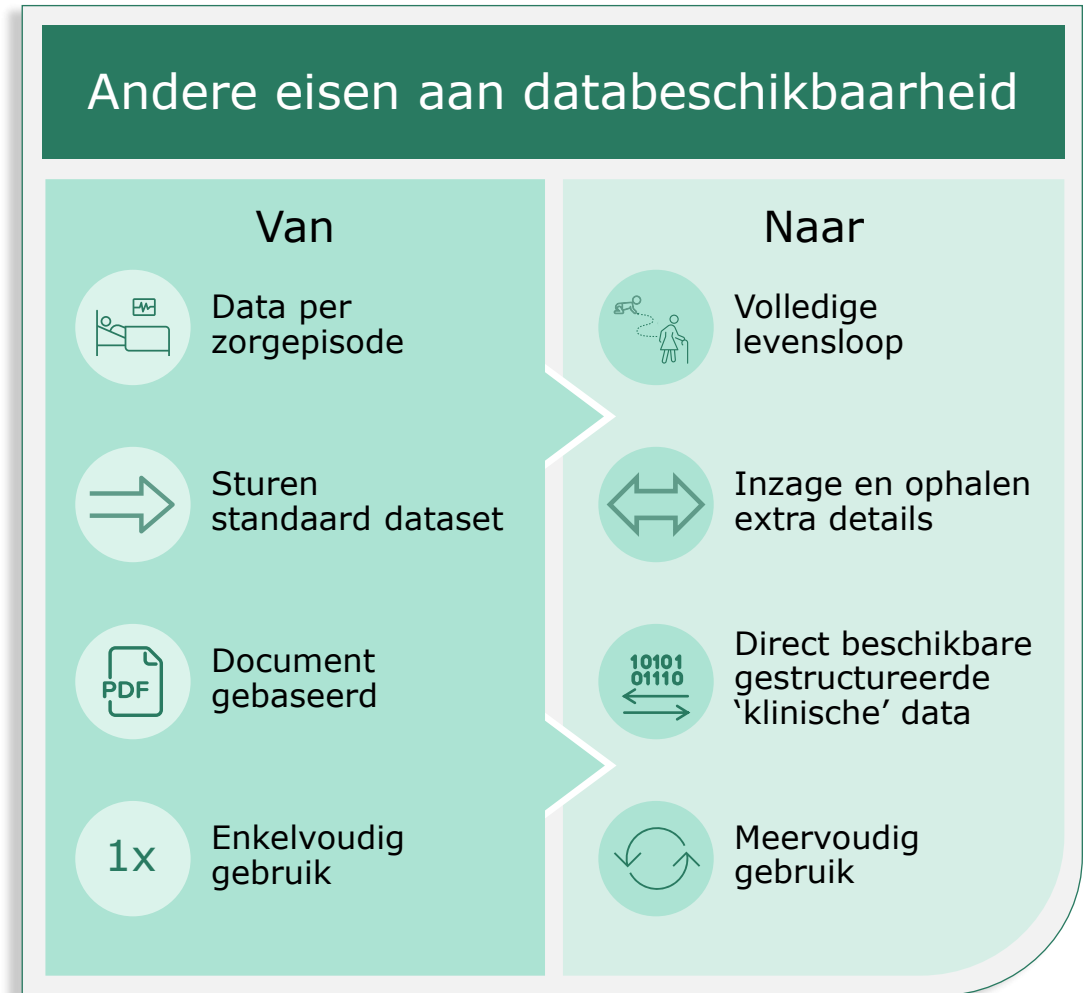 Andere eisen aan databeschikbaarheid
Van
Data per
zorgepisode
Sturen
standaard dataset
PDF
Document
gebaseerd
1x
Enkelvoudig
gebruik
Naar
Volledige
levensloop
Inzage en ophalen
extra details
10101
01110
Direct beschikbare
gestructureerde
‘klinische’ data
Meervoudig
gebruik